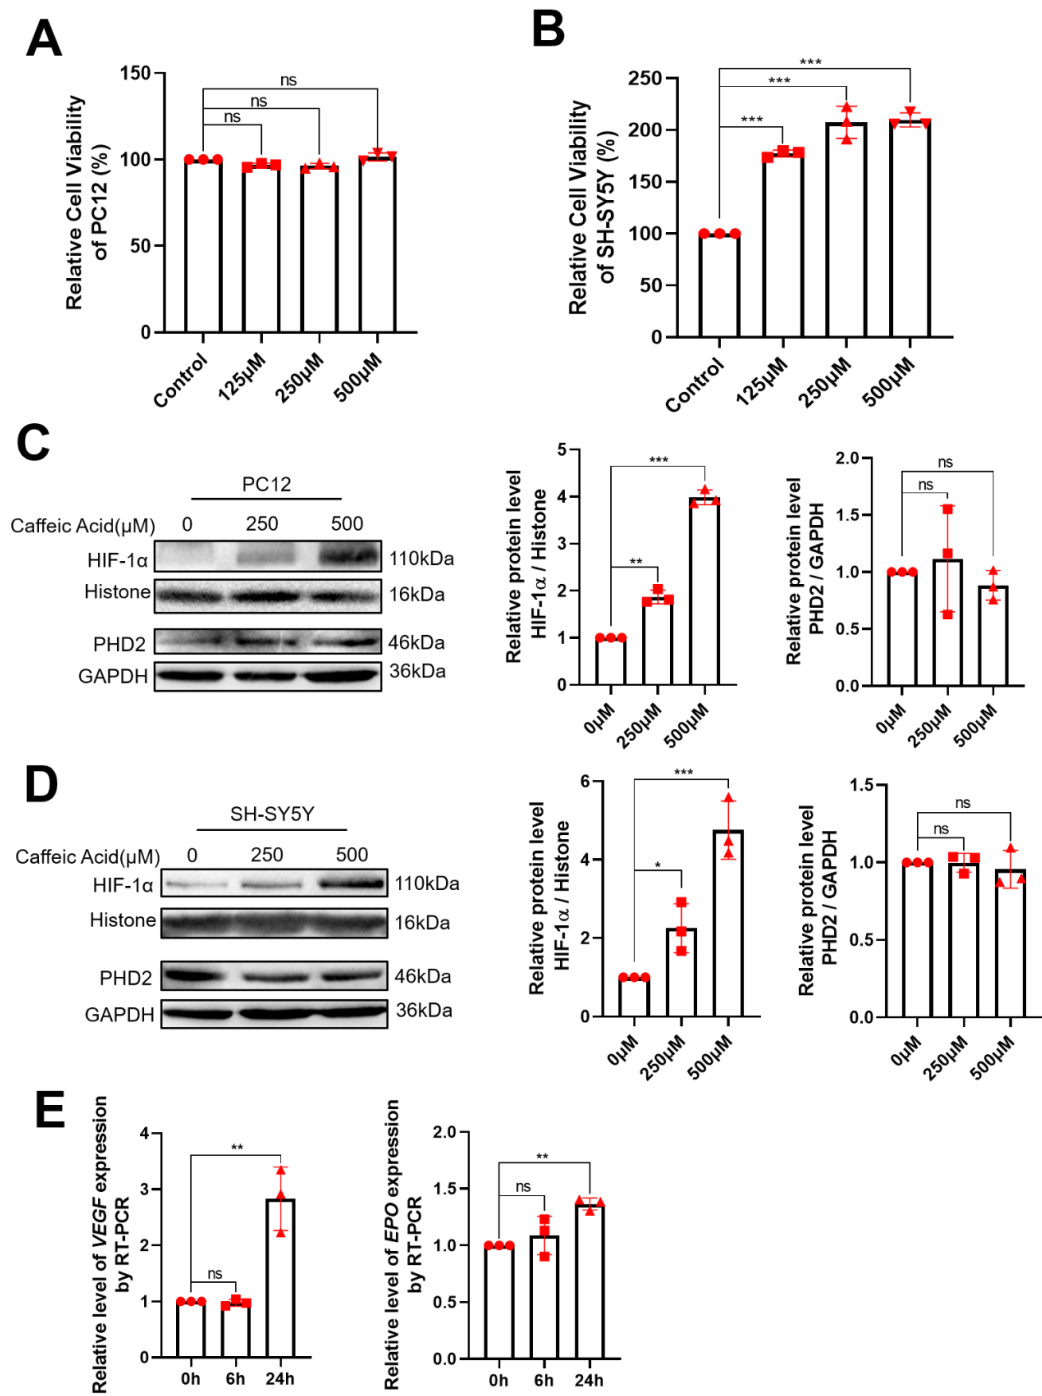 A
Relative Cell Viability
of PC12 (%)
150
100
50
0
ns
ns
ns
Control
125μM
250μM
500μM
B
Relative Cell Viability
of SH-SY5Y (%)
250
200
150
100
50
0
***
***
***
Control
125μM
250μM
500μM
C
PC12
Caffeic Acid(μM) 0 250 500
HIF-1α 110kDa
Histone 16kDa
PHD2 46kDa
GAPDH 36kDa
Relative protein level
HIF-1α / Histone
5
4
3
2
1
0
***
**
0μM
250μM
500μM
Relative protein level
PHD2 / GAPDH
2.0
1.5
1.0
0.5
0.0
ns
ns
0μM
250μM
500μM
D
SH-SY5Y
Caffeic Acid(μM) 0 250 500
HIF-1α 110kDa
Histone 16kDa
PHD2 46kDa
GAPDH 36kDa
Relative protein level
HIF-1α / Histone
6
4
2
0
***
*
0μM
250μM
500μM
Relative protein level
PHD2 / GAPDH
1.5
1.0
0.5
0.0
ns
ns
0μM
250μM
500μM
E
Relative level of VEGF expression
by RT-PCR
4
3
2
1
0
**
ns
0h 6h 24h
Relative level of EPO expression
by RT-PCR
2.0
1.5
1.0
0.5
0.0
**
ns
0h 6h 24h